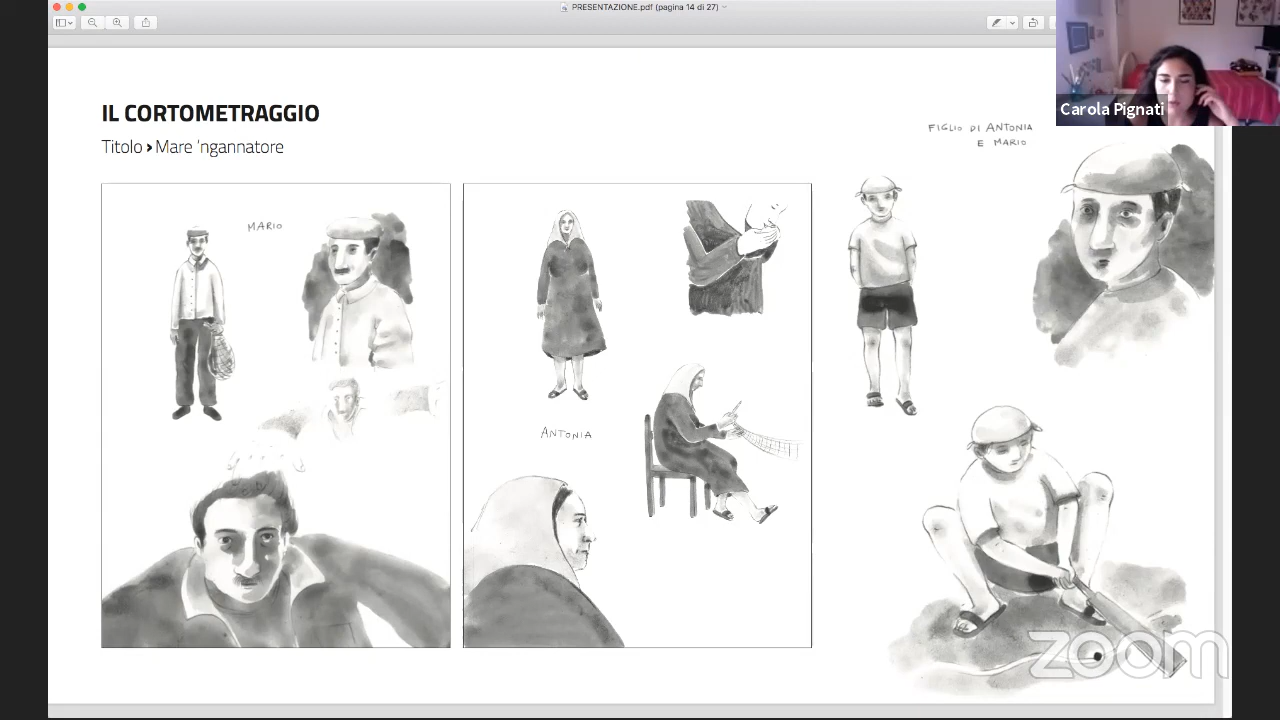 PRESENTAZIONE.pdf (pagina 14 di 27)
Carola Pignati
IL CORTOMETRAGGIO
Titolo › Mare 'ngannatore
FIGLIO DI ANTONIA
E MARIO
MARIO
ANTONIA
zoom